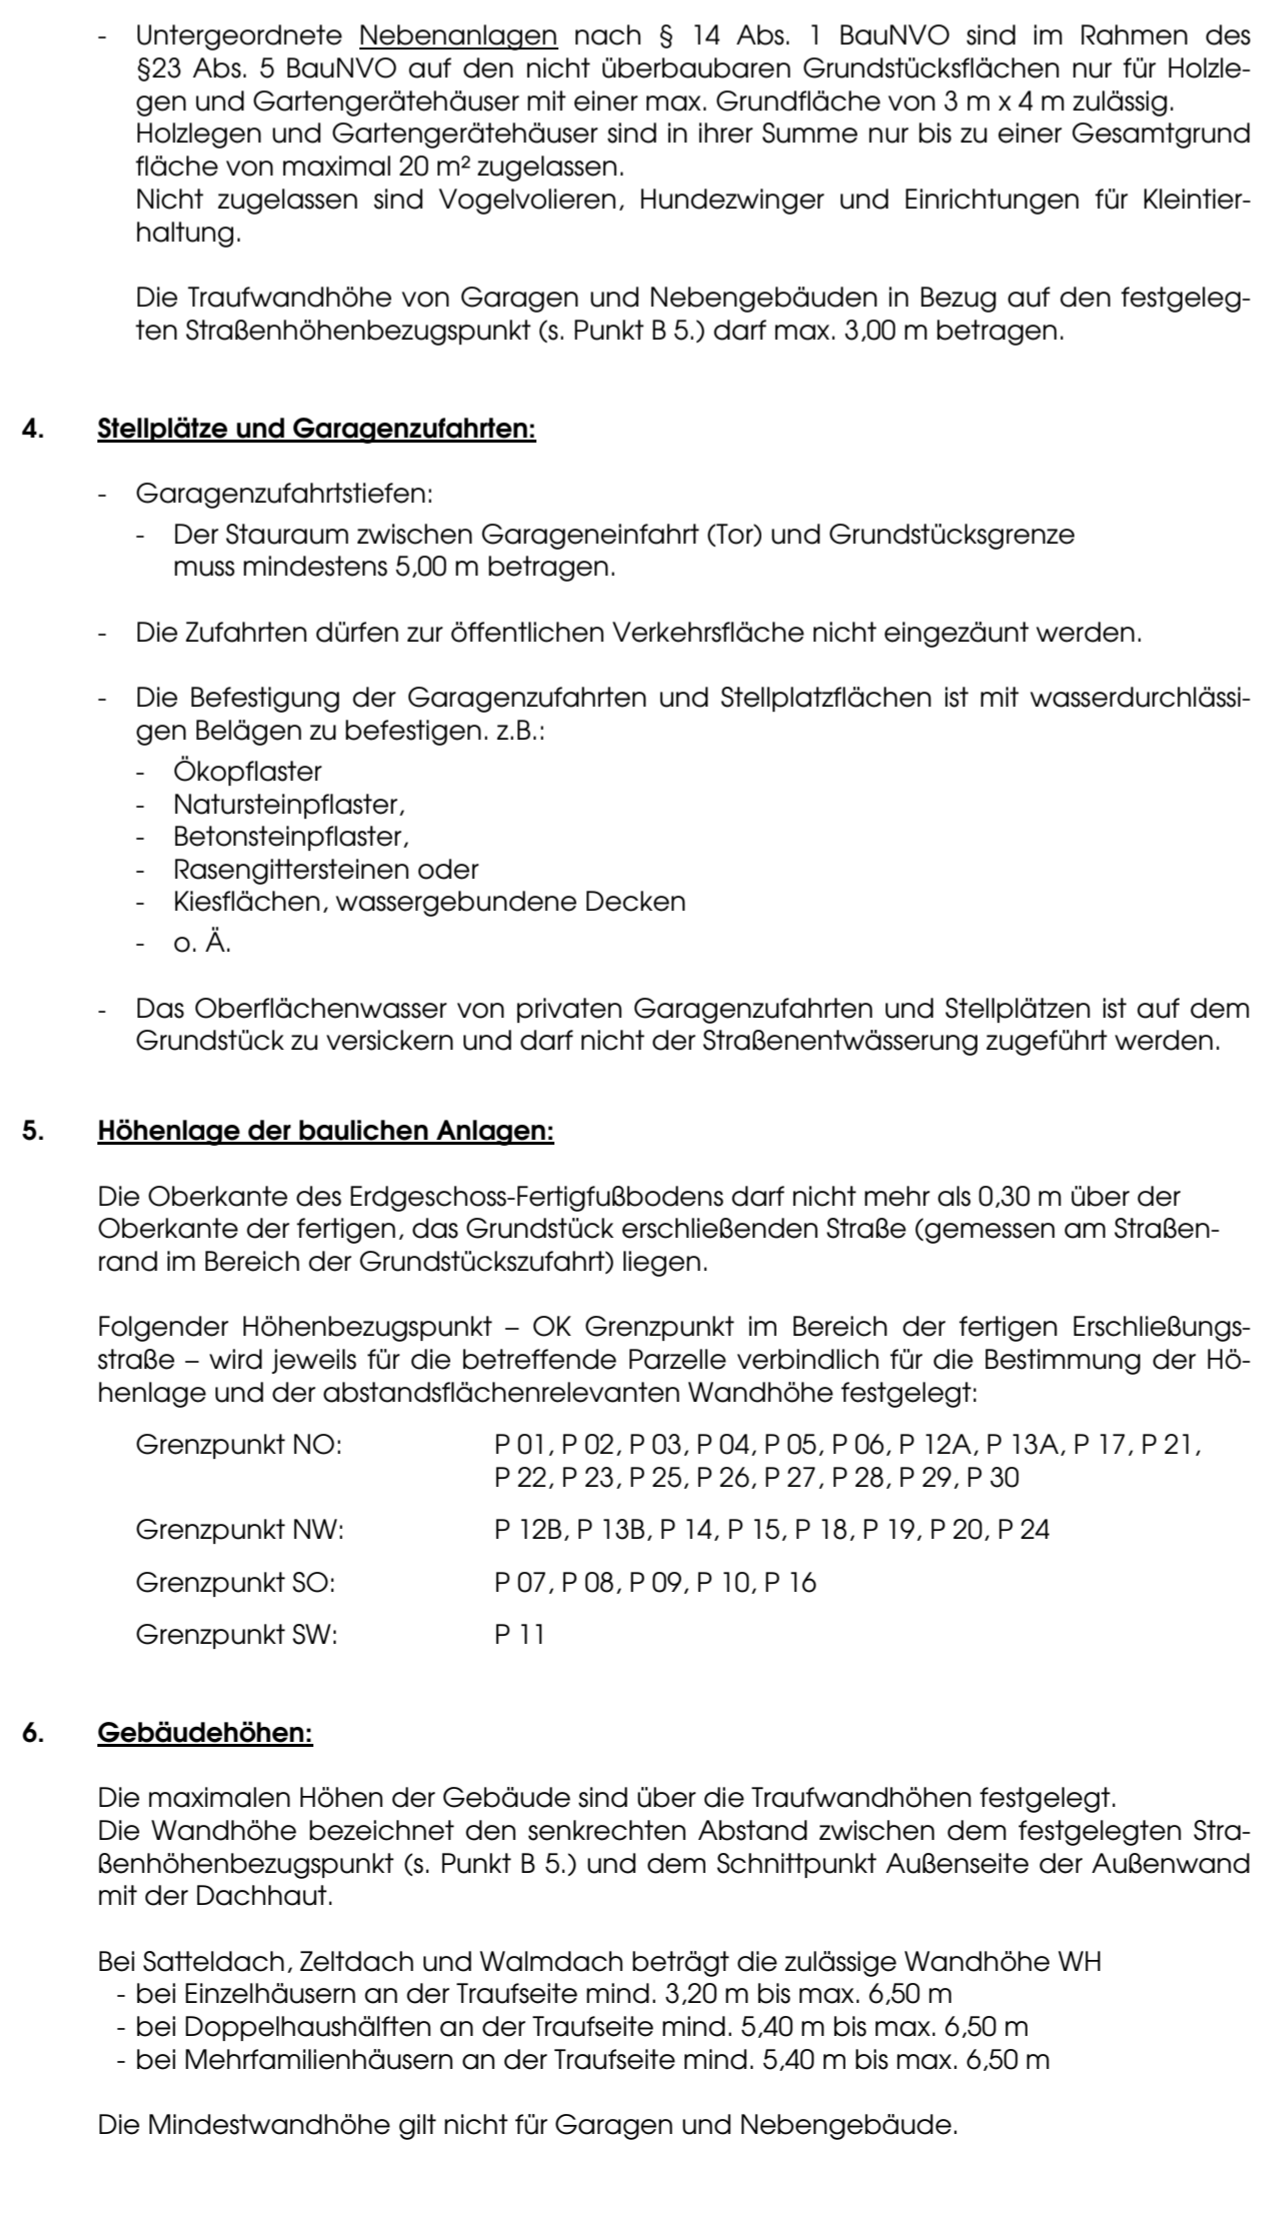 - Untergeordnete Nebenanlagen nach § 14 Abs. 1 BauNVO sind im Rahmen des
§23 Abs. 5 BauNVO auf den nicht überbaubaren Grundstücksflächen nur für Holzle-
gen und Gartengerätehäuser mit einer max. Grundfläche von 3 m x 4 m zulässig.
Holzlegen und Gartengerätehäuser sind in ihrer Summe nur bis zu einer Gesamtgrund
fläche von maximal 20 m² zugelassen.
Nicht zugelassen sind Vogelvolieren, Hundezwinger und Einrichtungen für Kleintier-
haltung.
Die Traufwandhöhe von Garagen und Nebengebäuden in Bezug auf den festgeleg-
ten Straßenhöhenbezugspunkt (s. Punkt B 5.) darf max. 3,00 m betragen.
4. Stellplätze und Garagenzufahrten:
- Garagenzufahrtstiefen:
- Der Stauraum zwischen Garageneinfahrt (Tor) und Grundstücksgrenze
muss mindestens 5,00 m betragen.
- Die Zufahrten dürfen zur öffentlichen Verkehrsfläche nicht eingezäunt werden.
- Die Befestigung der Garagenzufahrten und Stellplatzflächen ist mit wasserdurchlässi-
gen Belägen zu befestigen. z.B.:
- Ökopflaster
- Natursteinpflaster,
- Betonsteinpflaster,
- Rasengittersteinen oder
- Kiesflächen, wassergebundene Decken
- o. Ä.
- Das Oberflächenwasser von privaten Garagenzufahrten und Stellplätzen ist auf dem
Grundstück zu versickern und darf nicht der Straßenentwässerung zugeführt werden.
5. Höhenlage der baulichen Anlagen:
Die Oberkante des Erdgeschoss-Fertigfußbodens darf nicht mehr als 0,30 m über der
Oberkante der fertigen, das Grundstück erschließenden Straße (gemessen am Straßen-
rand im Bereich der Grundstückszufahrt) liegen.
Folgender Höhenbezugspunkt – OK Grenzpunkt im Bereich der fertigen Erschließungs-
straße – wird jeweils für die betreffende Parzelle verbindlich für die Bestimmung der Hö-
henlage und der abstandsflächenrelevanten Wandhöhe festgelegt:
Grenzpunkt NO: P 01, P 02, P 03, P 04, P 05, P 06, P 12A, P 13A, P 17, P 21,
P 22, P 23, P 25, P 26, P 27, P 28, P 29, P 30
Grenzpunkt NW: P 12B, P 13B, P 14, P 15, P 18, P 19, P 20, P 24
Grenzpunkt SO: P 07, P 08, P 09, P 10, P 16
Grenzpunkt SW: P 11
6. Gebäudehöhen:
Die maximalen Höhen der Gebäude sind über die Traufwandhöhen festgelegt.
Die Wandhöhe bezeichnet den senkrechten Abstand zwischen dem festgelegten Stra-
ßenhöhenbezugspunkt (s. Punkt B 5.) und dem Schnittpunkt Außenseite der Außenwand
mit der Dachhaut.
Bei Satteldach, Zeltdach und Walmdach beträgt die zulässige Wandhöhe WH
- bei Einzelhäusern an der Traufseite mind. 3,20 m bis max. 6,50 m
- bei Doppelhaushälften an der Traufseite mind. 5,40 m bis max. 6,50 m
- bei Mehrfamilienhäusern an der Traufseite mind. 5,40 m bis max. 6,50 m
Die Mindestwandhöhe gilt nicht für Garagen und Nebengebäude.